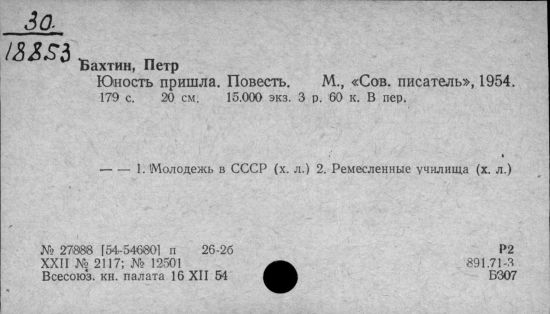 30.
18853
Бахтин, Петр
Юность пришла. Повесть. М., «Сов. писатель», 1954.
179 с. 20 см. 15.000 экз. 3 р. 60 к. В пер.
— — 1. Молодежь в СССР (х. л.) 2. Ремесленные училища (х. л.)
№ 27888 [54-54680] п 26-2б Р2
XXII № 2117; № 12501 891.71-3
Всесоюз. кн. палата 16 XII 54 Б307